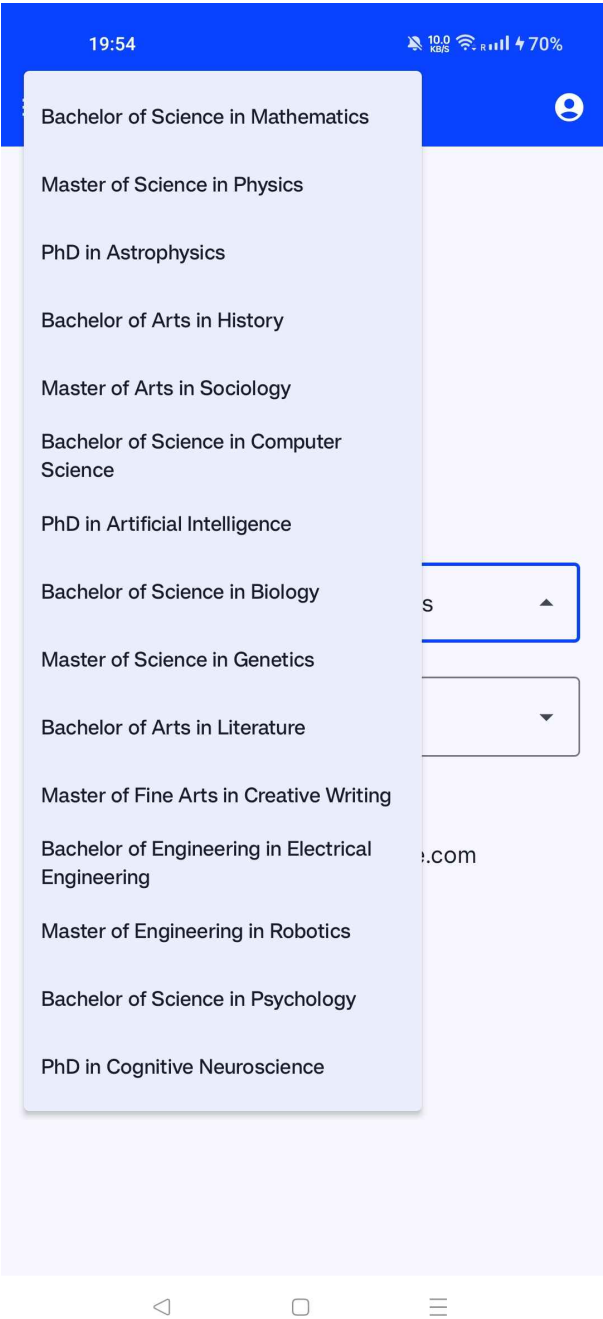 19:54
10.0
KB/S
R
70%
Bachelor of Science in Mathematics
Master of Science in Physics
PhD in Astrophysics
Bachelor of Arts in History
Master of Arts in Sociology
Bachelor of Science in Computer
Science
PhD in Artificial Intelligence
Bachelor of Science in Biology
s
Master of Science in Genetics
Bachelor of Arts in Literature
Master of Fine Arts in Creative Writing
Bachelor of Engineering in Electrical
Engineering
.com
Master of Engineering in Robotics
Bachelor of Science in Psychology
PhD in Cognitive Neuroscience